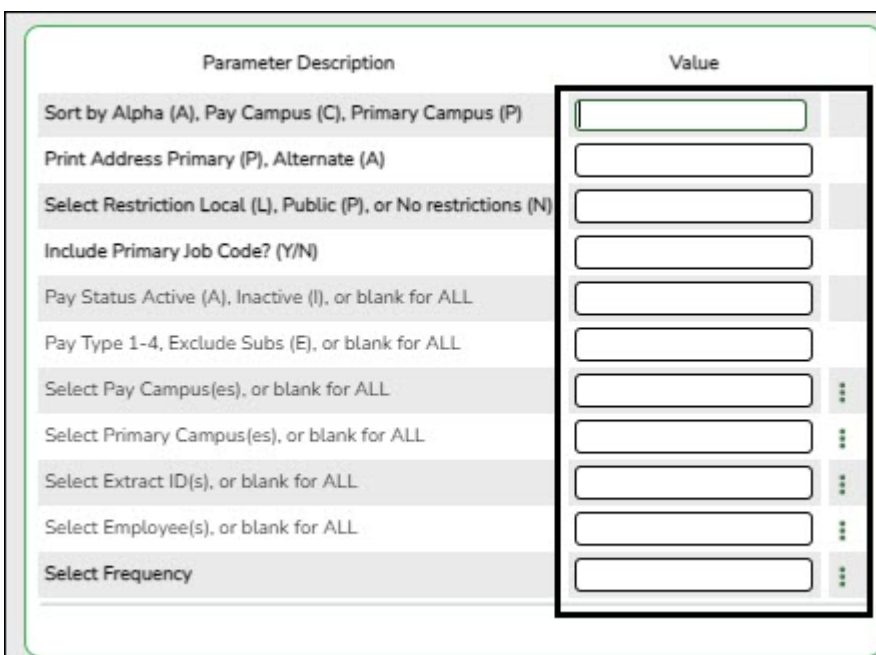 Parameter Description Value
Sort by Alpha (A), Pay Campus (C), Primary Campus (P)
Print Address Primary (P), Alternate (A)
Select Restriction Local (L), Public (P), or No restrictions (N)
Include Primary Job Code? (Y/N)
Pay Status Active (A), Inactive (I), or blank for ALL
Pay Type 1-4, Exclude Subs (E), or blank for ALL
Select Pay Campus(es), or blank for ALL
Select Primary Campus(es), or blank for ALL
Select Extract ID(s), or blank for ALL
Select Employee(s), or blank for ALL
Select Frequency